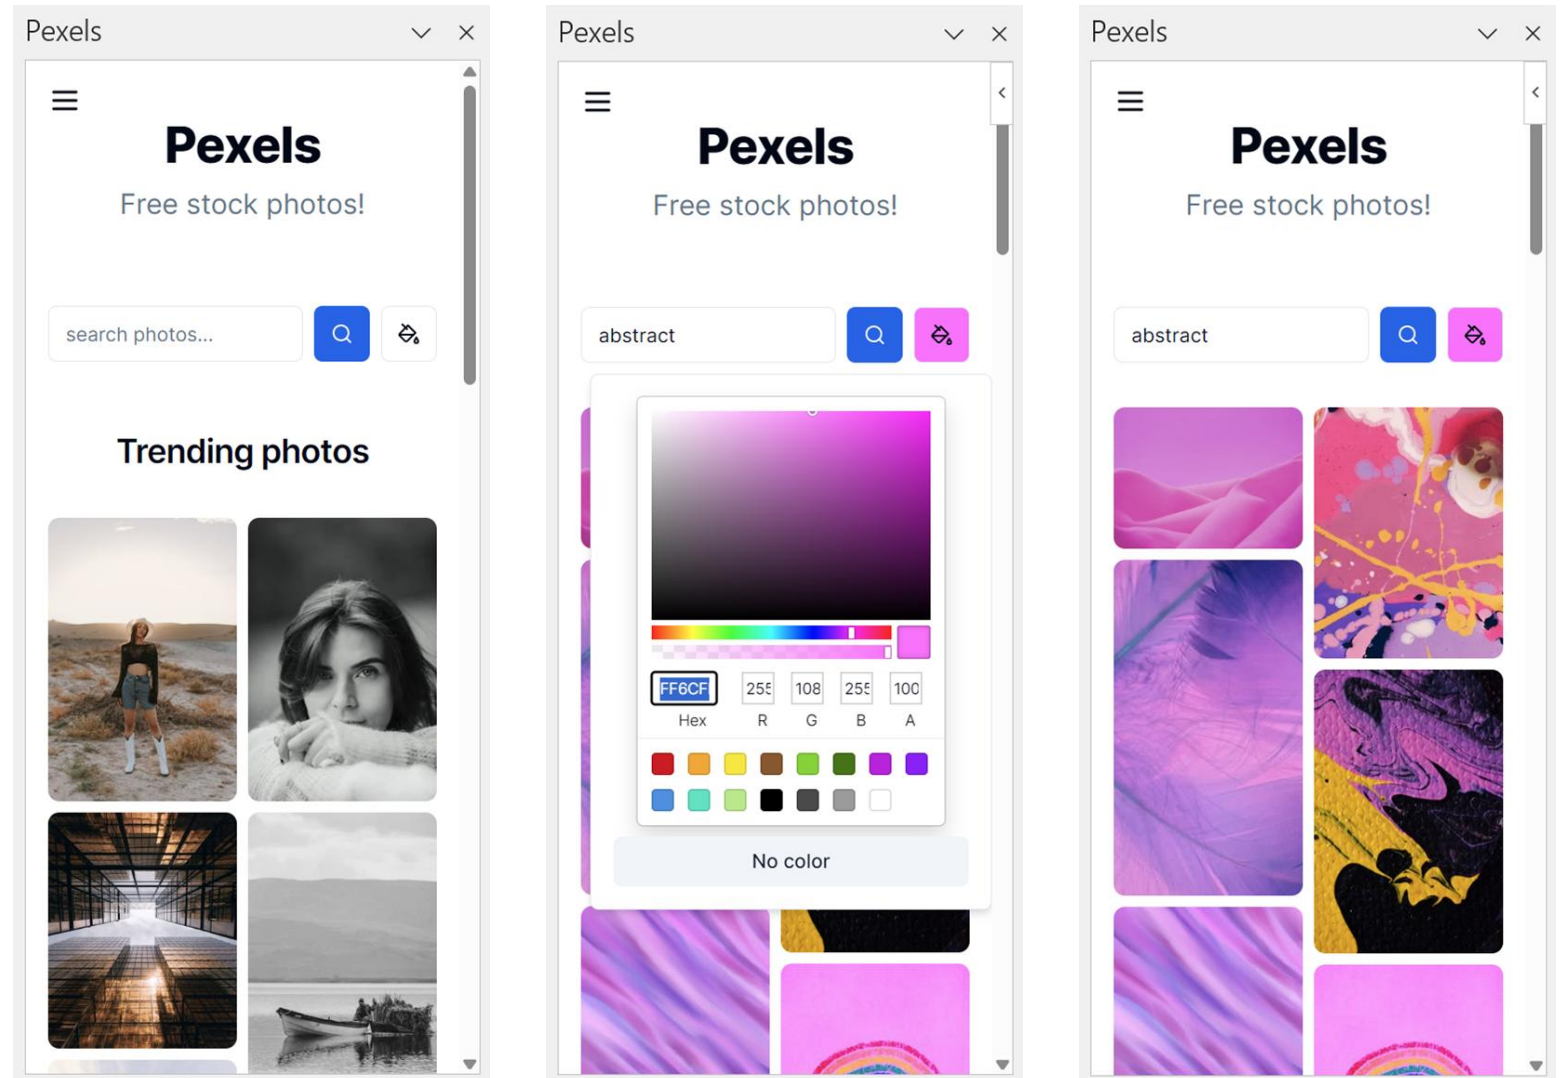 Pexels
Pexels
Free stock photos!
search photos...
Trending photos
Pexels
Pexels
Free stock photos!
abstract
FF6CF
255
108
255
100
Hex
R
G
B
A
No color
Pexels
Pexels
Free stock photos!
abstract